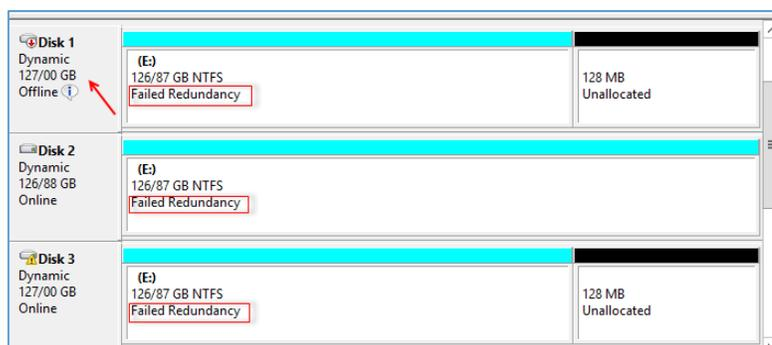 Disk 1
Dynamic
127/00 GB
Offline
(E:)
126/87 GB NTFS
Failed Redundancy
128 MB
Unallocated
Disk 2
Dynamic
126/88 GB
Online
(E:)
126/87 GB NTFS
Failed Redundancy
Disk 3
Dynamic
127/00 GB
Online
(E:)
126/87 GB NTFS
Failed Redundancy
128 MB
Unallocated